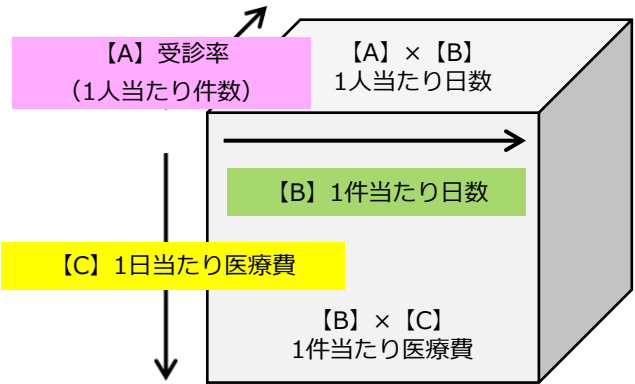 【A】受診率
（1人当たり件数）
【A】×【B】
1人当たり日数
【B】1件当たり日数
【C】1日当たり医療費
【B】×【C】
1件当たり医療費